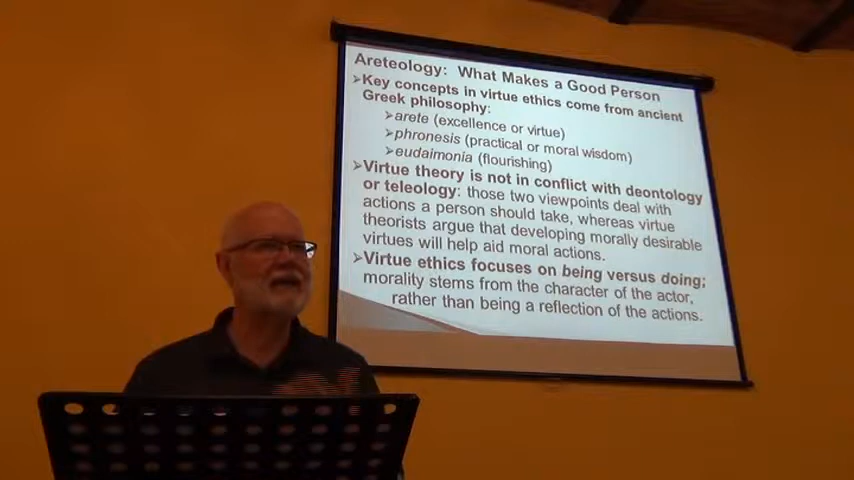 Areteology: What Makes a Good Person
➢Key concepts in virtue ethics come from ancient
Greek philosophy:
➢arete (excellence or virtue)
➢phronesis (practical or moral wisdom)
➢eudaimonia (flourishing)
➢Virtue theory is not in conflict with deontology
or teleology: those two viewpoints deal with
actions a person should take, whereas virtue
theorists argue that developing morally desirable
virtues will help aid moral actions.
➢Virtue ethics focuses on being versus doing;
morality stems from the character of the actor,
rather than being a reflection of the actions.